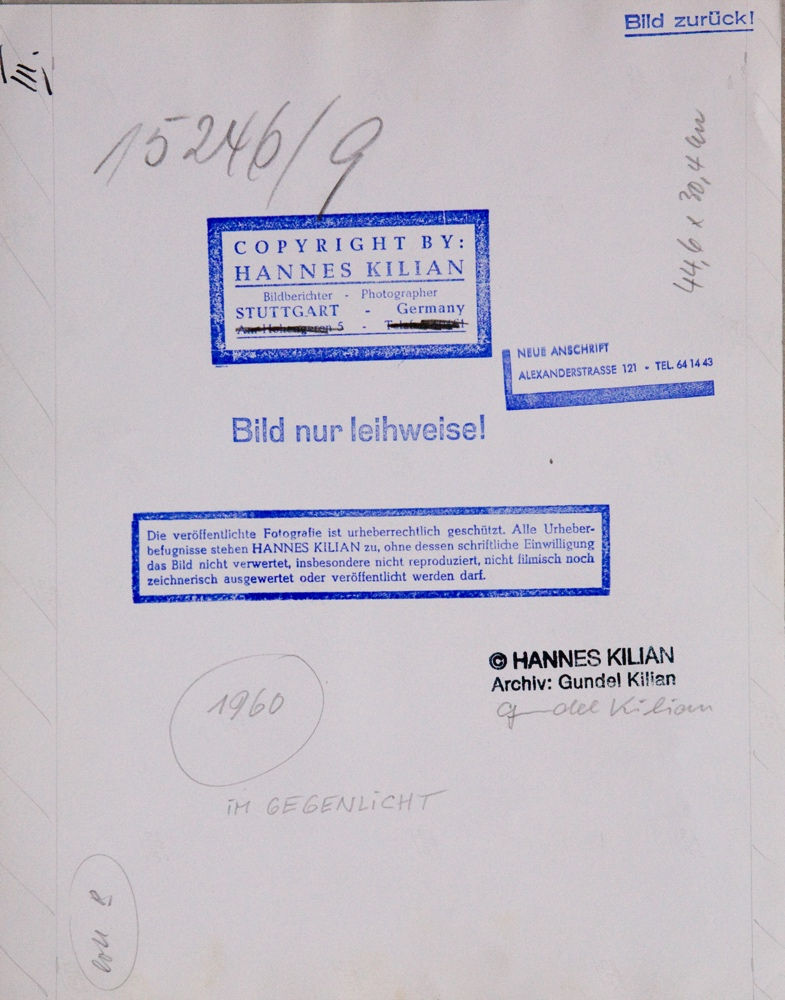 Bild zurück!
III.
15246/9
44,6 x 30,4 cm
COPYRIGHT BY:
HANNES KILIAN
Bildberichter - Photographer
STUTTGART - Germany
5 -
NEUE ANSCHRIFT
ALEXANDERSTRASSE 121 - TEL. 64 14 43
Bild nur leihweise!
Die veröffentlichte Fotografie ist urheberrechtlich geschützt. Alle Urheber-
befugnisse stehen HANNES KILIAN zu, ohne dessen schriftliche Einwilligung
das Bild nicht verwertet, insbesondere nicht reproduziert, nicht filmisch noch
zeichnerisch ausgewertet oder veröffentlicht werden darf.
© HANNES KILIAN
Archiv: Gundel Kilian
Gundel Kilian
1960
IM GEGENLICHT